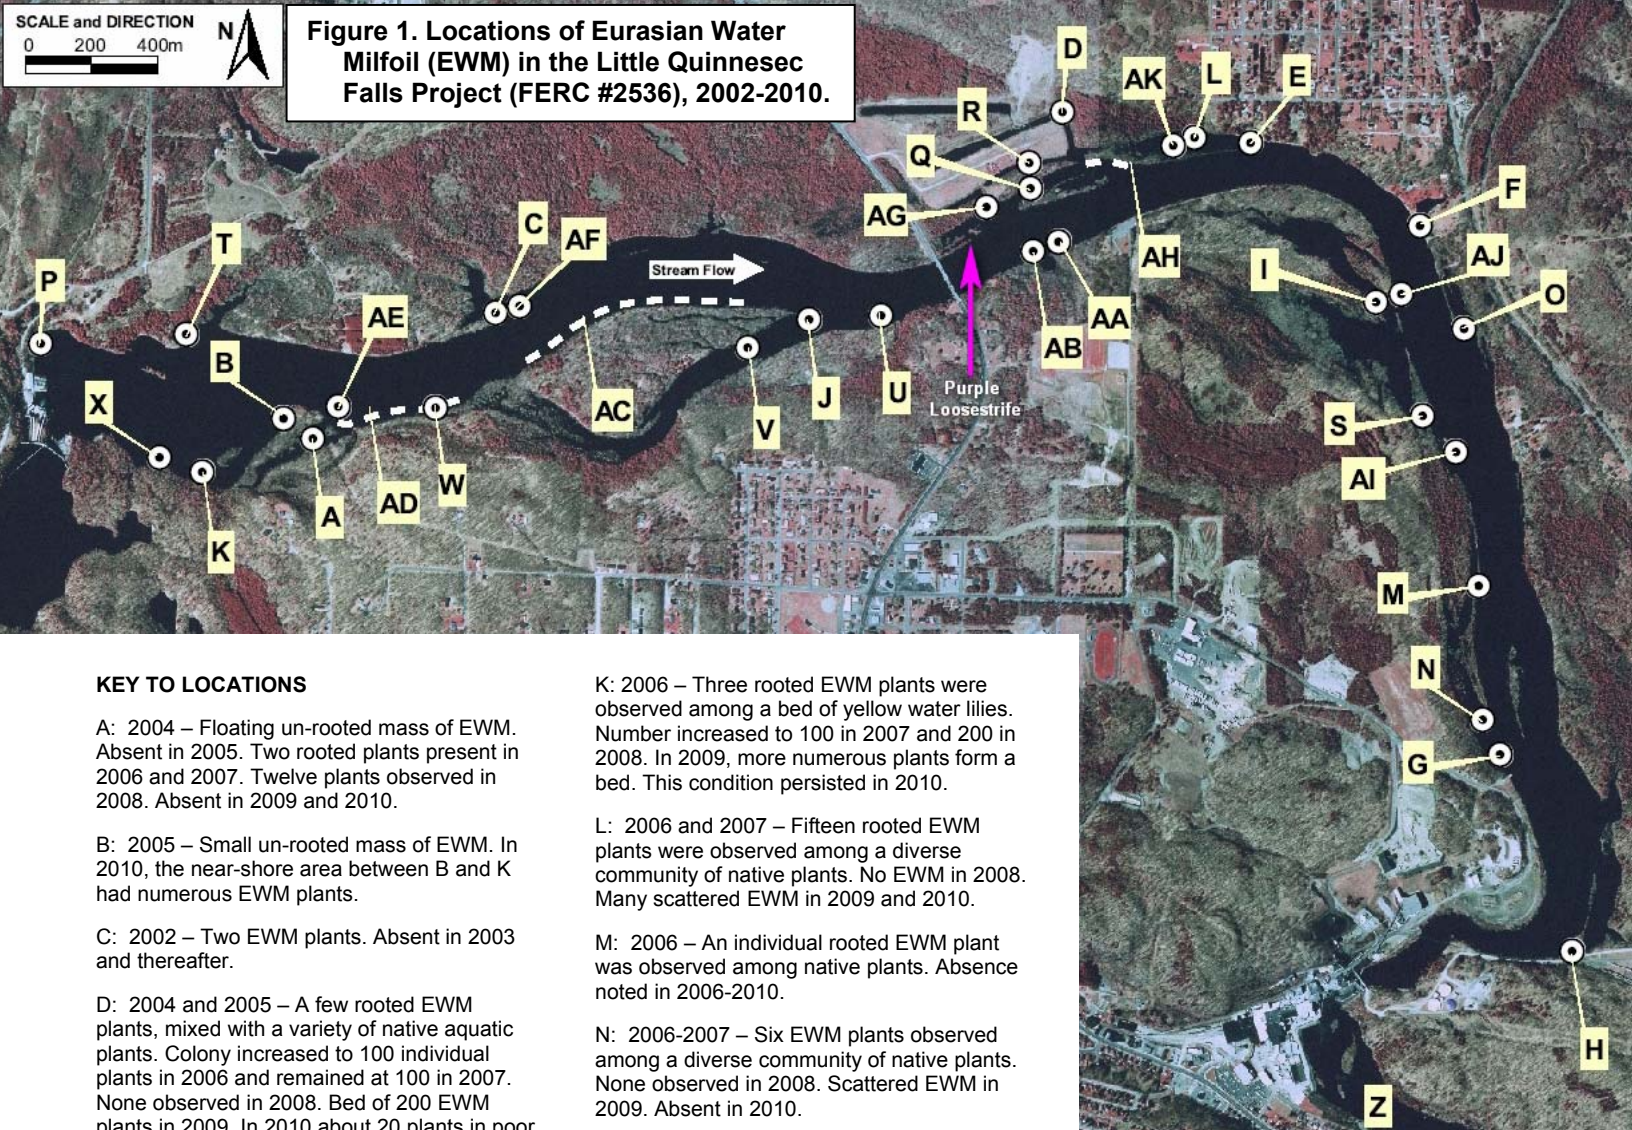 SCALE and DIRECTION
0 200 400m
N
Figure 1. Locations of Eurasian Water
Milfoil (EWM) in the Little Quinnesec
Falls Project (FERC #2536), 2002-2010.
D
AK
L
E
R
Q
AG
F
C
AF
T
P
AH
I
AJ
O
Stream Flow
AE
AA
AB
B
X
AC
J
U
V
Purple
Loosestrife
S
AI
A
AD
W
K
M
N
G
H
Z
KEY TO LOCATIONS
A: 2004 – Floating un-rooted mass of EWM.
Absent in 2005. Two rooted plants present in
2006 and 2007. Twelve plants observed in
2008. Absent in 2009 and 2010.
B: 2005 – Small un-rooted mass of EWM. In
2010, the near-shore area between B and K
had numerous EWM plants.
C: 2002 – Two EWM plants. Absent in 2003
and thereafter.
D: 2004 and 2005 – A few rooted EWM
plants, mixed with a variety of native aquatic
plants. Colony increased to 100 individual
plants in 2006 and remained at 100 in 2007.
None observed in 2008. Bed of 200 EWM
plants in 2009. In 2010 about 20 plants in poor
K: 2006 – Three rooted EWM plants were
observed among a bed of yellow water lilies.
Number increased to 100 in 2007 and 200 in
2008. In 2009, more numerous plants form a
bed. This condition persisted in 2010.
L: 2006 and 2007 – Fifteen rooted EWM
plants were observed among a diverse
community of native plants. No EWM in 2008.
Many scattered EWM in 2009 and 2010.
M: 2006 – An individual rooted EWM plant
was observed among native plants. Absence
noted in 2006-2010.
N: 2006-2007 – Six EWM plants observed
among a diverse community of native plants.
None observed in 2008. Scattered EWM in
2009. Absent in 2010.